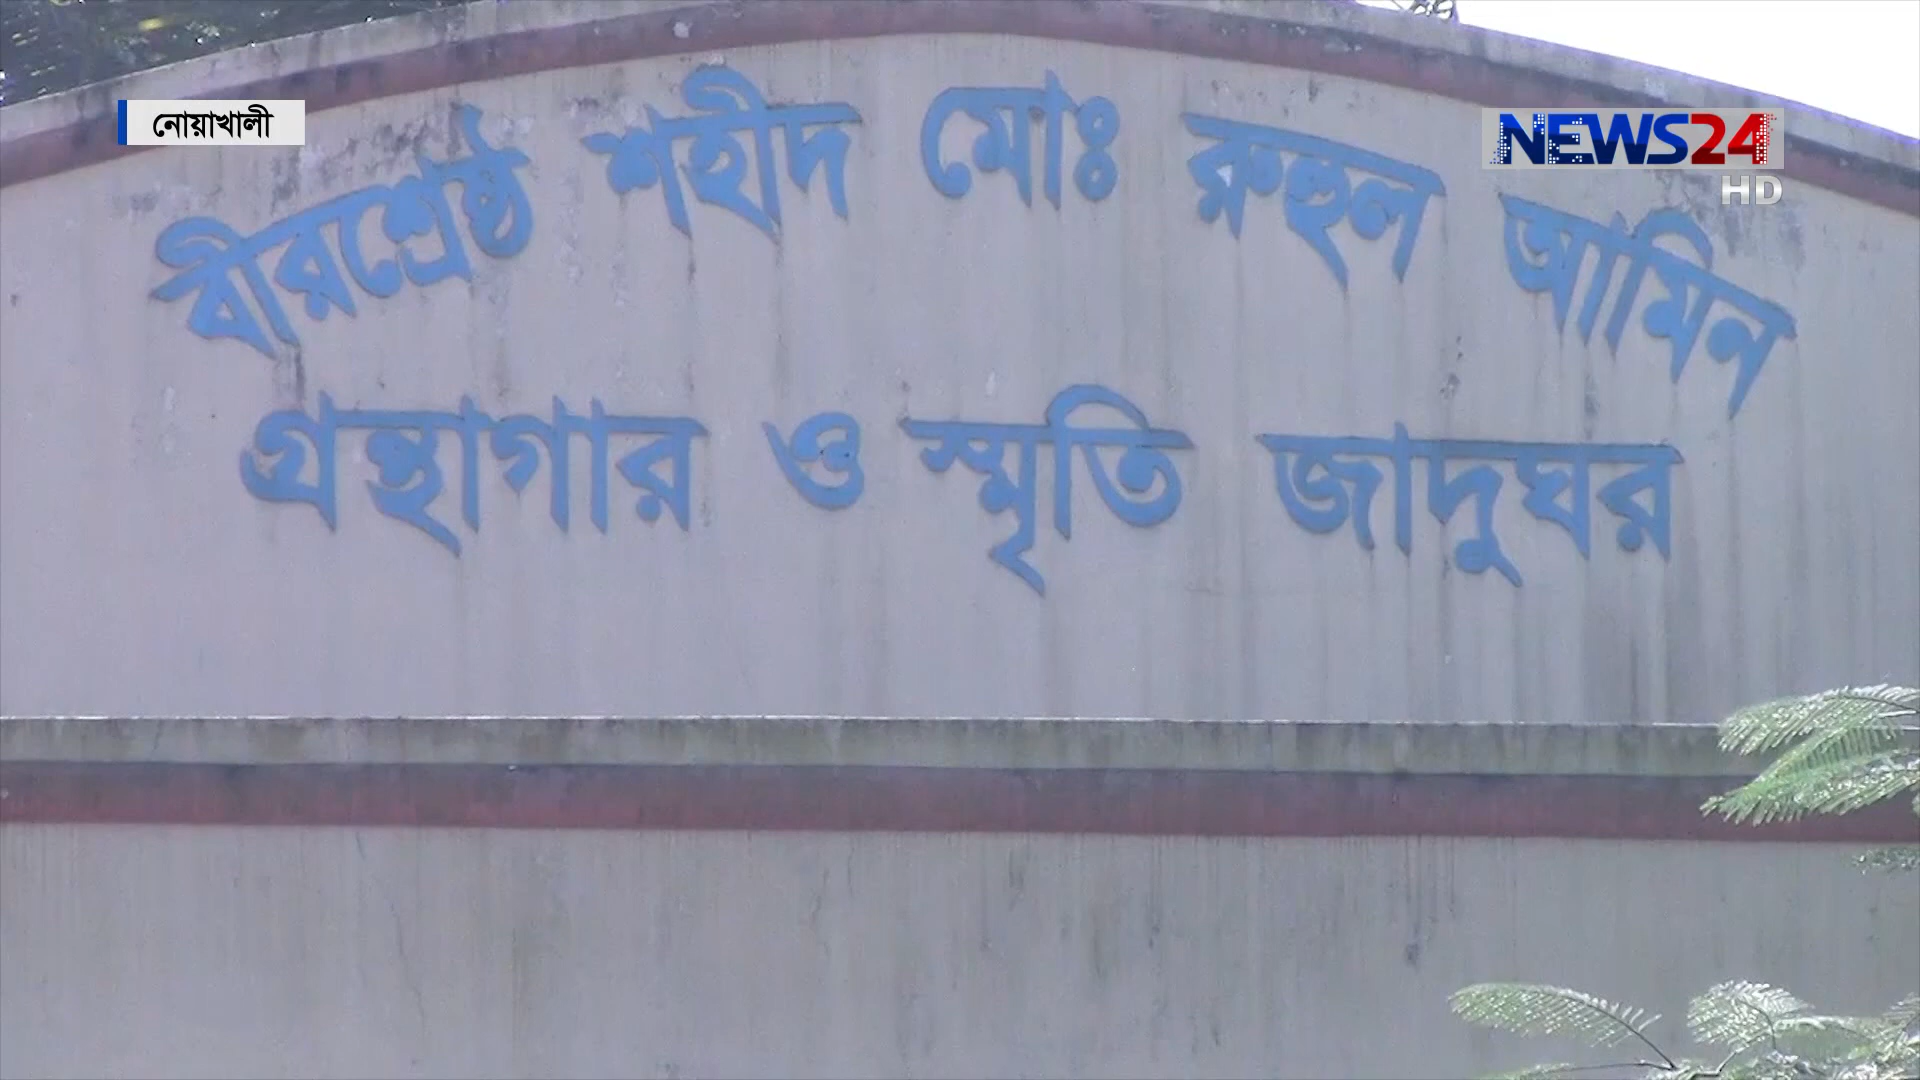 নোয়াখালী
NEWS24
HD
বীরশ্রেষ্ঠ শহীদ মোঃ রুহুল আমিন
গ্রন্থাগার ও স্মৃতি জাদুঘর